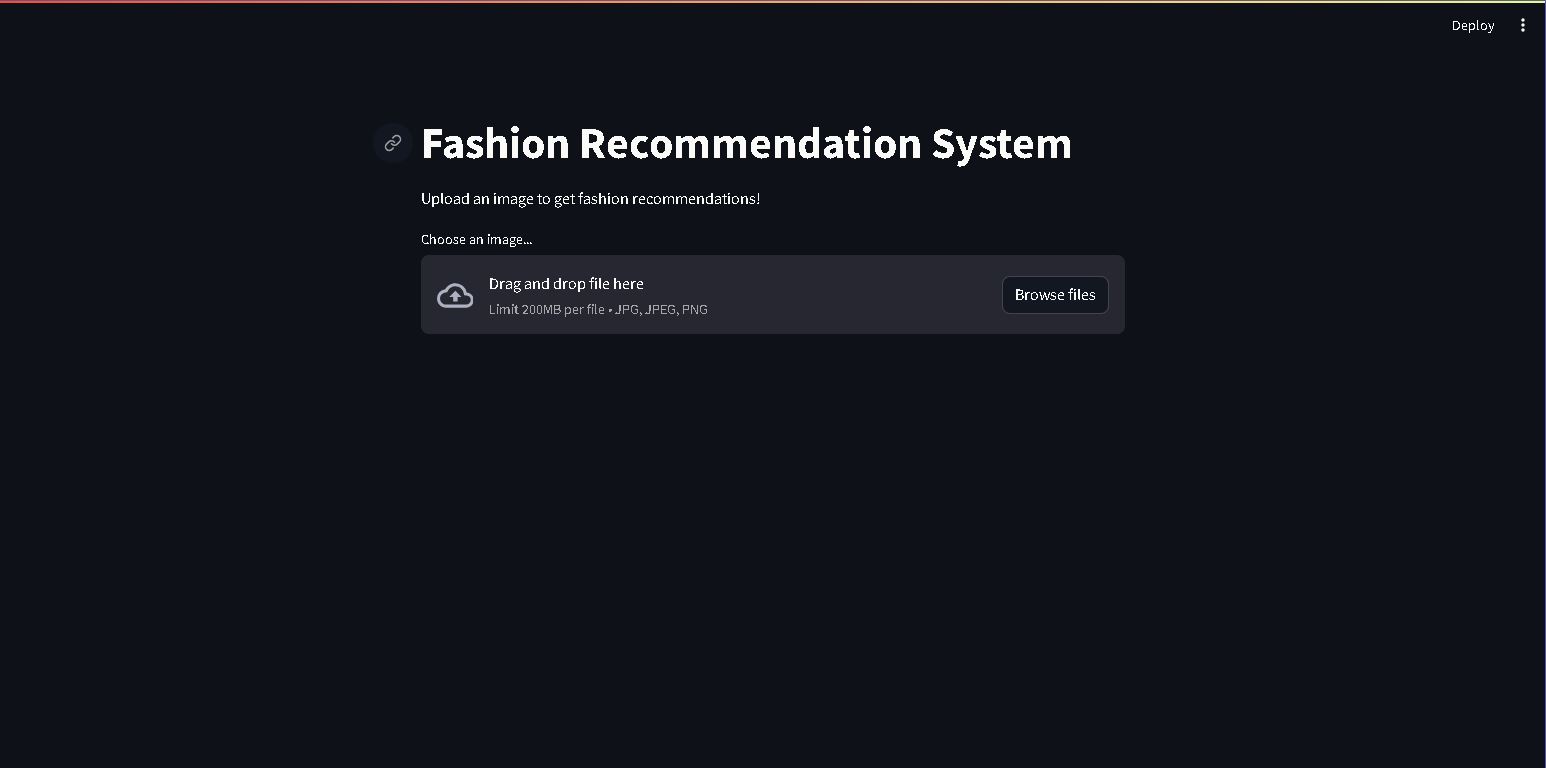 Deploy
Fashion Recommendation System
Upload an image to get fashion recommendations!
Choose an image...
Drag and drop file here
Limit 200MB per file • JPG, JPEG, PNG
Browse files